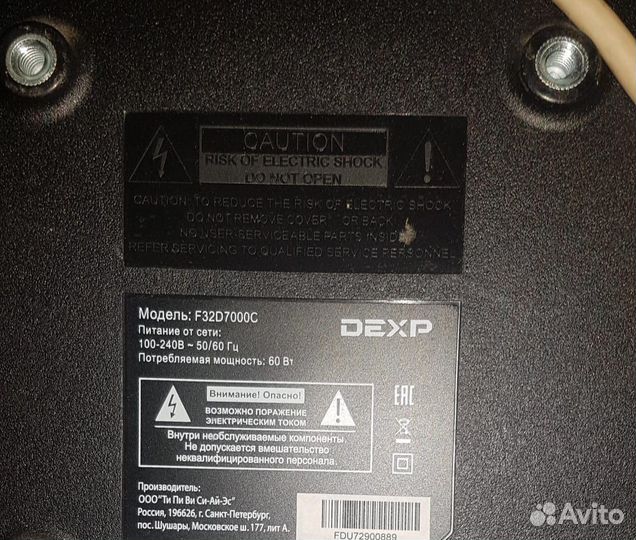 CAUTION
RISK OF ELECTRIC SHOCK
DO NOT OPEN
CAUTION: TO REDUCE THE RISK OF ELECTRIC SHOCK
DO NOT REMOVE COVER OR BACK
NO USER-SERVICEABLE PARTS INSIDE
REFER SERVICING TO QUALIFIED SERVICE PERSONNEL
Модель: F32D7000C
DEXP
Питание от сети:
100-240В ~ 50/60 Гц
Потребляемая мощность: 60 Вт
Внимание! Опасно!
ВОЗМОЖНО ПОРАЖЕНИЕ
ЭЛЕКТРИЧЕСКИМ ТОКОМ
Внутри необслуживаемые компоненты.
Не допускается вмешательство
неквалифицированного персонала.
EAC
Производитель:
ООО"Ти Пи Ви Си-Ай-Эс"
Россия, 196626, г. Санкт-Петербург,
пос. Шушары, Московское ш. 177, лит А.
FDU72900889
Avito